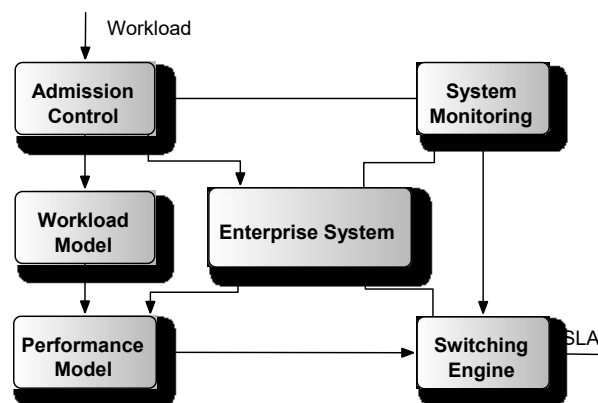 Workload
Admission
Control
System
Monitoring
Workload
Model
Enterprise System
Performance
Model
Switching
Engine
SLA